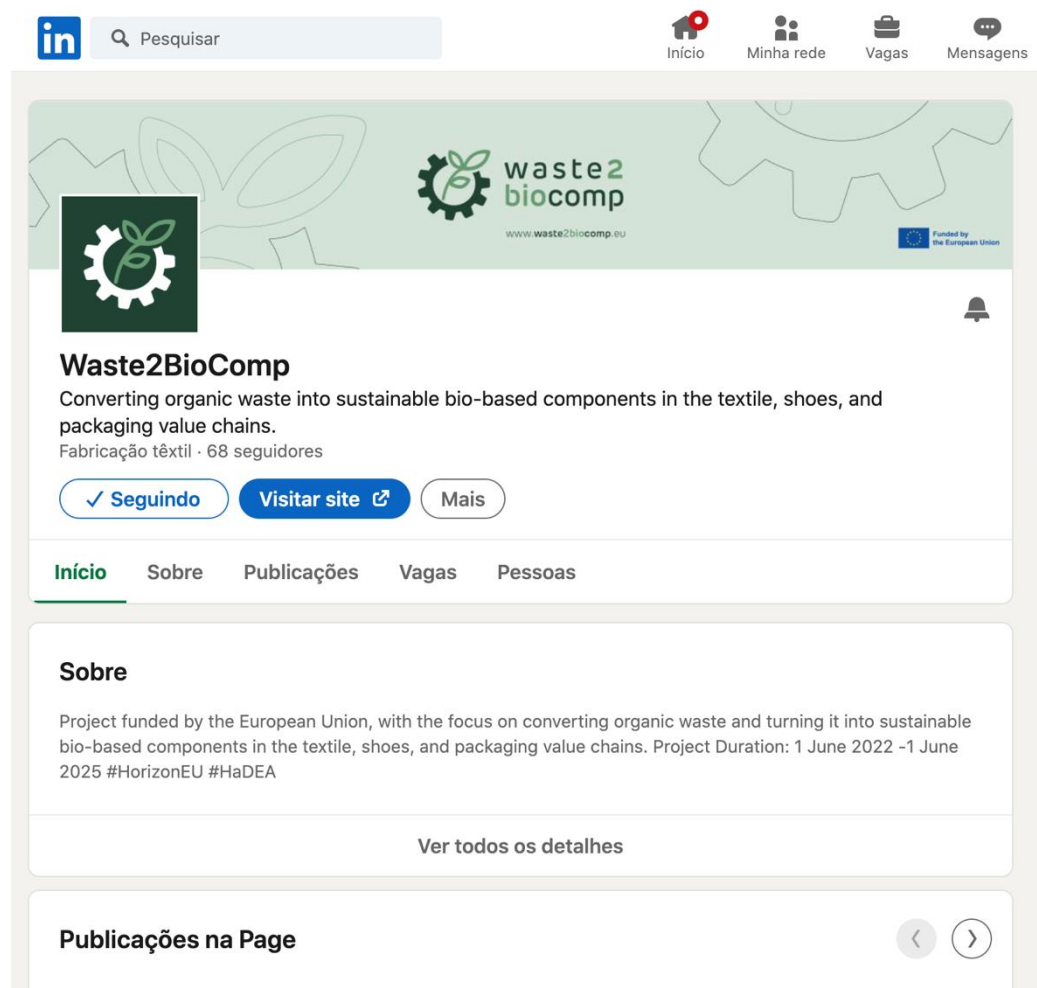 in
Pesquisar
Início
Minha rede
Vagas
Mensagens
waste2
biocomp
www.waste2biocomp.eu
Funded by
the European Union
Waste2BioComp
Converting organic waste into sustainable bio-based components in the textile, shoes, and
packaging value chains.
Fabricação têxtil · 68 seguidores
Seguindo
Visitar site
Mais
Início
Sobre
Publicações
Vagas
Pessoas
Sobre
Project funded by the European Union, with the focus on converting organic waste and turning it into sustainable
bio-based components in the textile, shoes, and packaging value chains. Project Duration: 1 June 2022 -1 June
2025 #HorizonEU #HaDEA
Ver todos os detalhes
Publicações na Page